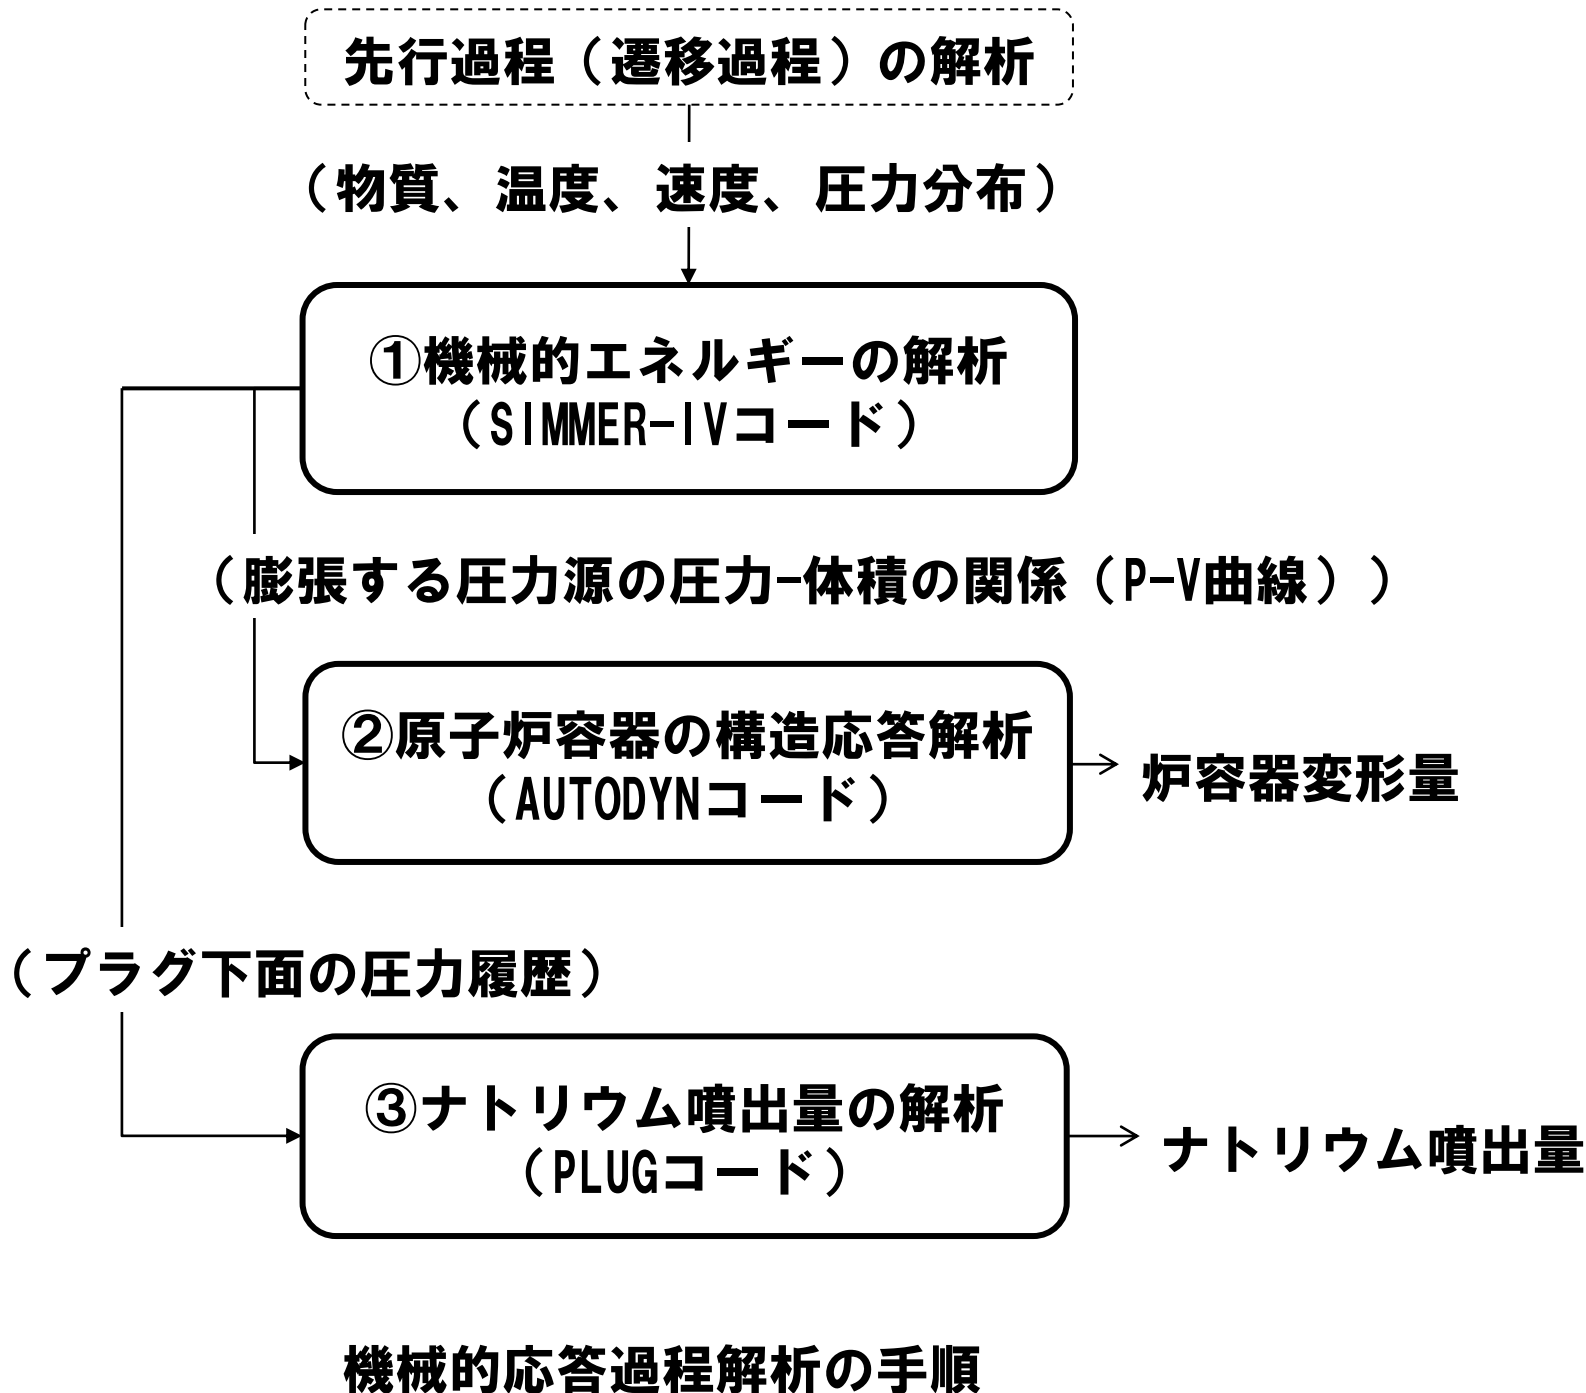 先行過程（遷移過程）の解析
（物質、温度、速度、圧力分布）
①機械的エネルギーの解析
（SIMMER-IVコード）
（膨張する圧力源の圧力-体積の関係（P-V曲線））
②原子炉容器の構造応答解析
（AUTODYNコード）
炉容器変形量
（プラグ下面の圧力履歴）
③ナトリウム噴出量の解析
（PLUGコード）
ナトリウム噴出量
機械的応答過程解析の手順